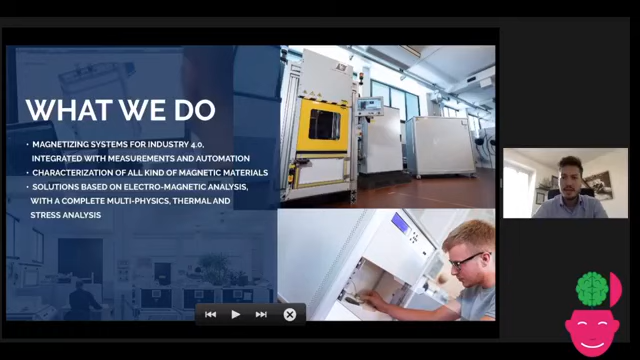 WHAT WE DO
• MAGNETIZING SYSTEMS FOR INDUSTRY 4.0,
INTEGRATED WITH MEASUREMENTS AND AUTOMATION
• CHARACTERIZATION OF ALL KIND OF MAGNETIC MATERIALS
• SOLUTIONS BASED ON ELECTRO-MAGNETIC ANALYSIS,
WITH A COMPLETE MULTI-PHYSICS, THERMAL AND
STRESS ANALYSIS